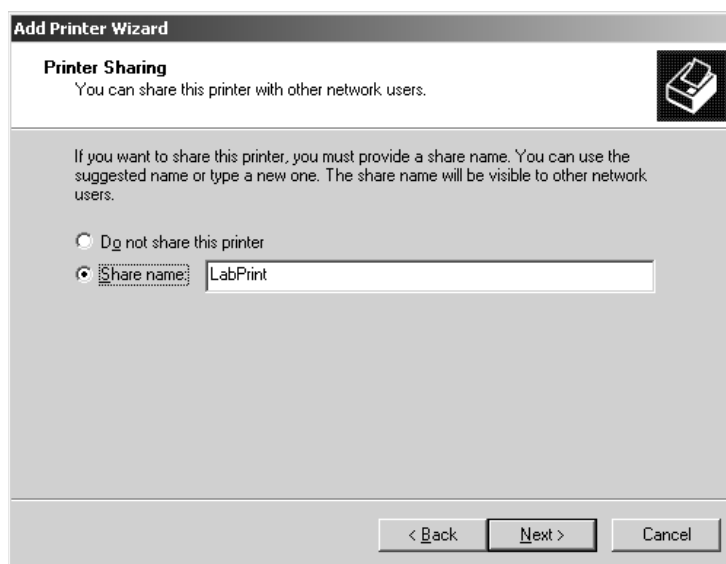 Add Printer Wizard
Printer Sharing
You can share this printer with other network users.
If you want to share this printer, you must provide a share name. You can use the
suggested name or type a new one. The share name will be visible to other network
users.
Do not share this printer
Share name: LabPrint
< Back Next > Cancel